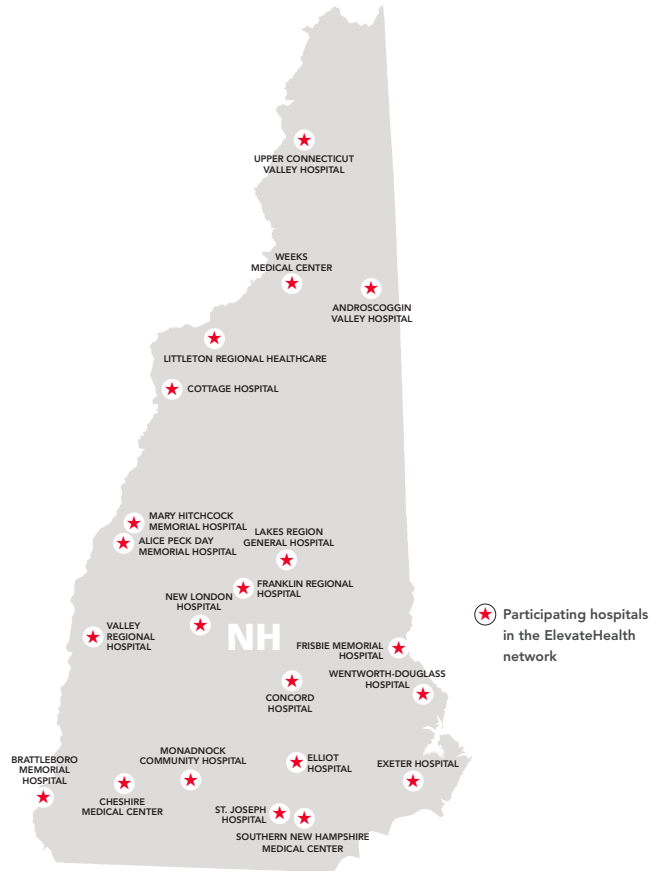 UPPER CONNECTICUT
VALLEY HOSPITAL
WEEKS
MEDICAL CENTER
ANDROSCOGGIN
VALLEY HOSPITAL
LITTLETON REGIONAL HEALTHCARE
COTTAGE HOSPITAL
MARY HITCHCOCK
MEMORIAL HOSPITAL
ALICE PECK DAY
MEMORIAL HOSPITAL
LAKES REGION
GENERAL HOSPITAL
FRANKLIN REGIONAL
HOSPITAL
NEW LONDON
HOSPITAL
VALLEY
REGIONAL
HOSPITAL
NH
FRISBIE MEMORIAL
HOSPITAL
WENTWORTH-DOUGLASS
HOSPITAL
CONCORD
HOSPITAL
BRATTLEBORO
MEMORIAL
HOSPITAL
CHESHIRE
MEDICAL CENTER
MONADNOCK
COMMUNITY HOSPITAL
ELLIOT
HOSPITAL
EXETER HOSPITAL
ST. JOSEPH
HOSPITAL
SOUTHERN NEW HAMPSHIRE
MEDICAL CENTER
Participating hospitals
in the ElevateHealth
network